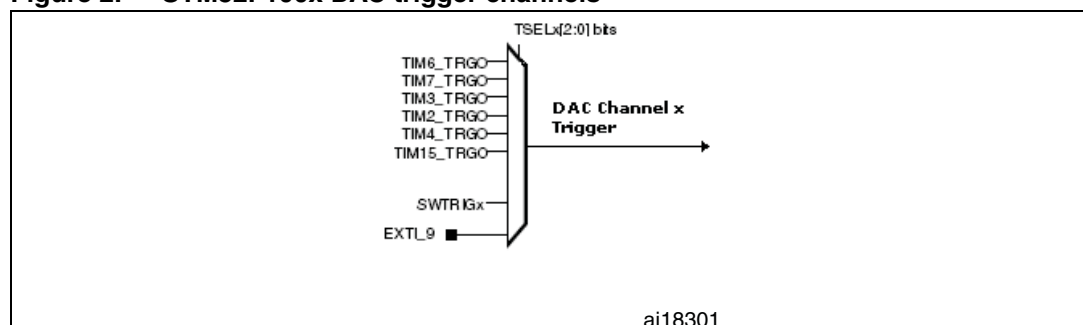 TSELx[2:0] bits
TIM6_TRGO
TIM7_TRGO
TIM3_TRGO
TIM2_TRGO
TIM4_TRGO
TIM15_TRGO
DAC Channel x
Trigger
SWTRIGx
EXTI_9
ai18301